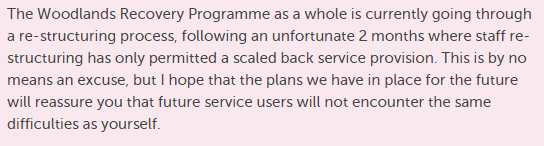 The Woodlands Recovery Programme as a whole is currently going through
a re-structuring process, following an unfortunate 2 months where staff re-
structuring has only permitted a scaled back service provision. This is by no
means an excuse, but I hope that the plans we have in place for the future
will reassure you that future service users will not encounter the same
difficulties as yourself.